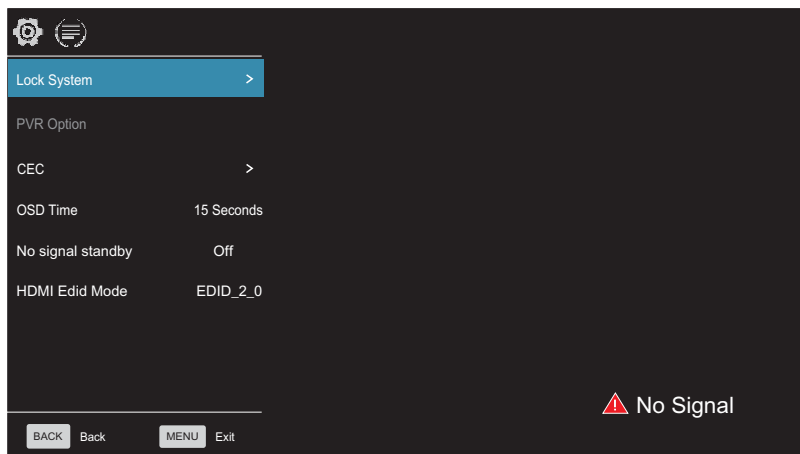 Lock System >
PVR Option
CEC >
OSD Time 15 Seconds
No signal standby Off
HDMI Edid Mode EDID_2_0
No Signal
BACK Back MENU Exit